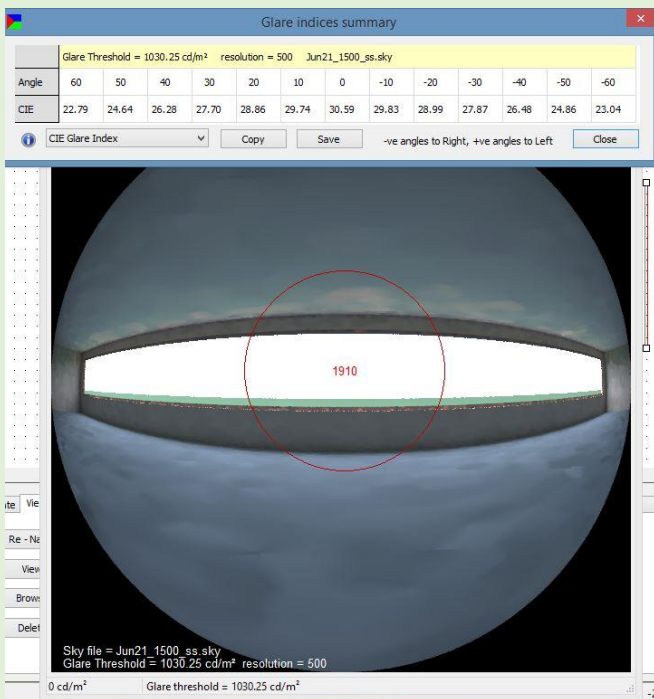 Glare indices summary
Glare Threshold = 1030.25 cd/m² resolution = 500 Jun21_1500_ss.sky
Angle 60 50 40 30 20 10 0 -10 -20 -30 -40 -50 -60
CIE 22.79 24.64 26.28 27.70 28.86 29.74 30.59 29.83 28.99 27.87 26.48 24.86 23.04
CIE Glare Index Copy Save -ve angles to Right, +ve angles to Left Close
1910
ate Vie
Re - Na
View
Brows
Delet
Sky file = Jun21_1500_ss.sky
Glare Threshold = 1030.25 cd/m² resolution = 500
0 cd/m² Glare threshold = 1030.25 cd/m²